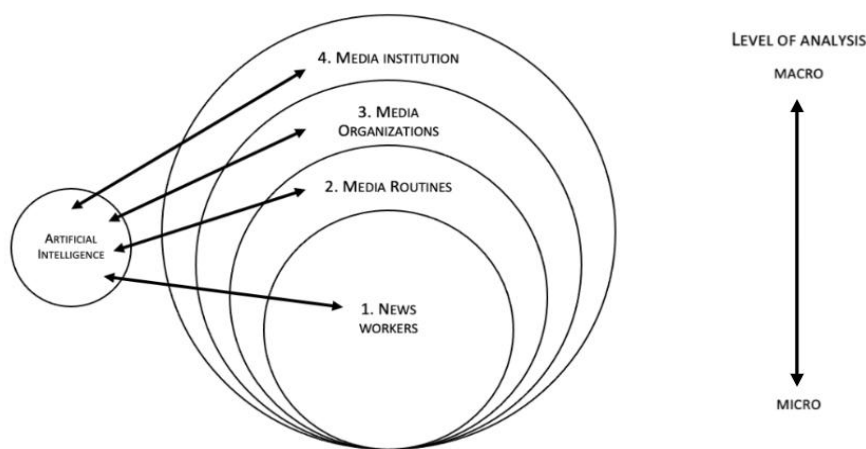 4. MEDIA INSTITUTION
3. MEDIA
ORGANIZATIONS
2. MEDIA ROUTINES
1. NEWS
WORKERS
ARTIFICIAL
INTELLIGENCE
LEVEL OF ANALYSIS
MACRO
MICRO